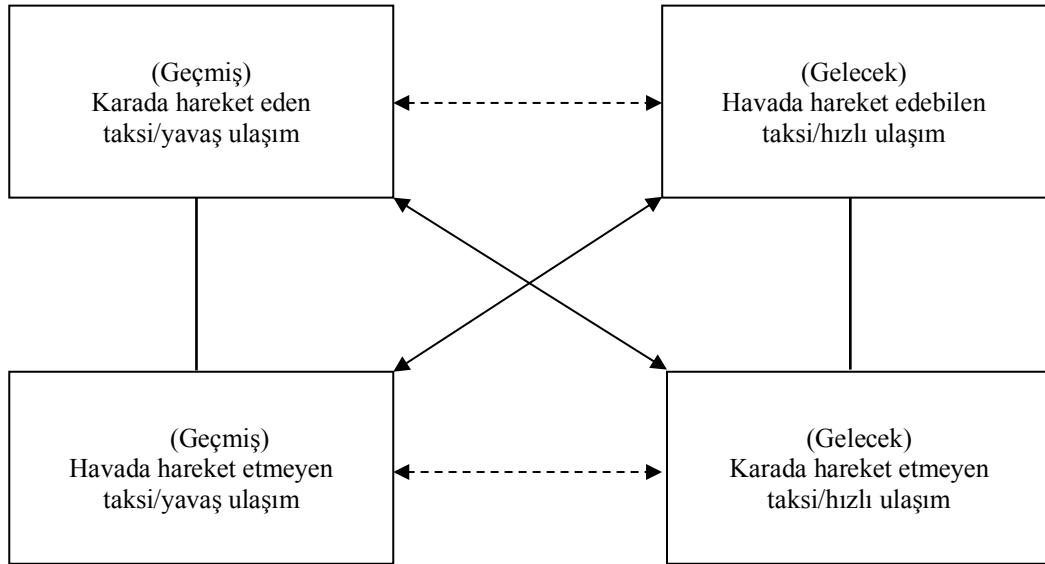 (Geçmiş)
Karada hareket eden
taksi/yavaş ulaşım
(Gelecek)
Havada hareket edebilen
taksi/hızlı ulaşım
(Geçmiş)
Havada hareket etmeyen
taksi/yavaş ulaşım
(Gelecek)
Karada hareket etmeyen
taksi/hızlı ulaşım